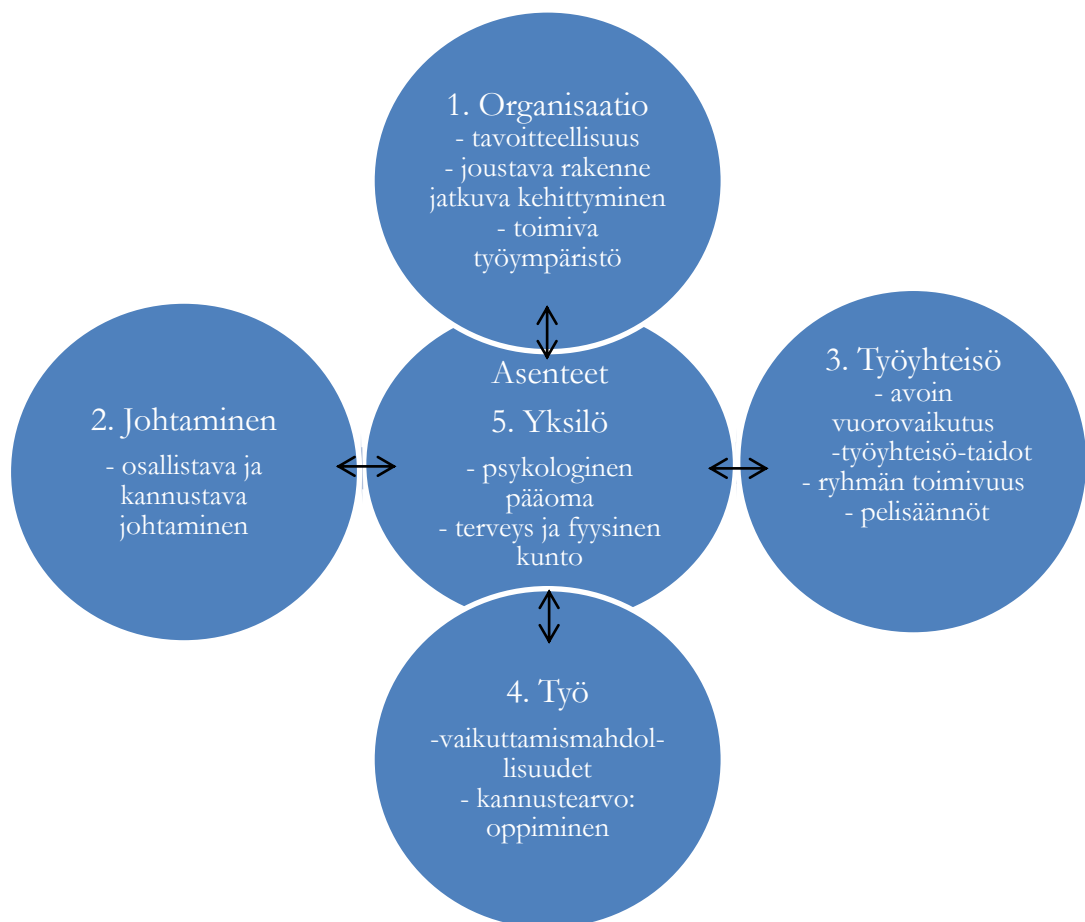 1. Organisaatio
- tavoitteellisuus
- joustava rakenne
jatkuva kehittyminen
- toimiva
työympäristö
2. Johtaminen
- osallistava ja
kannustava
johtaminen
Asenteet
5. Yksilö
- psykologinen
pääoma
- terveys ja fyysinen
kunto
3. Työyhteisö
- avoin
vuorovaikutus
-työyhteisö-taidot
- ryhmän toimivuus
- pelisäännöt
4. Työ
-vaikuttamismahdol-
lisuudet
- kannustearvo:
oppiminen